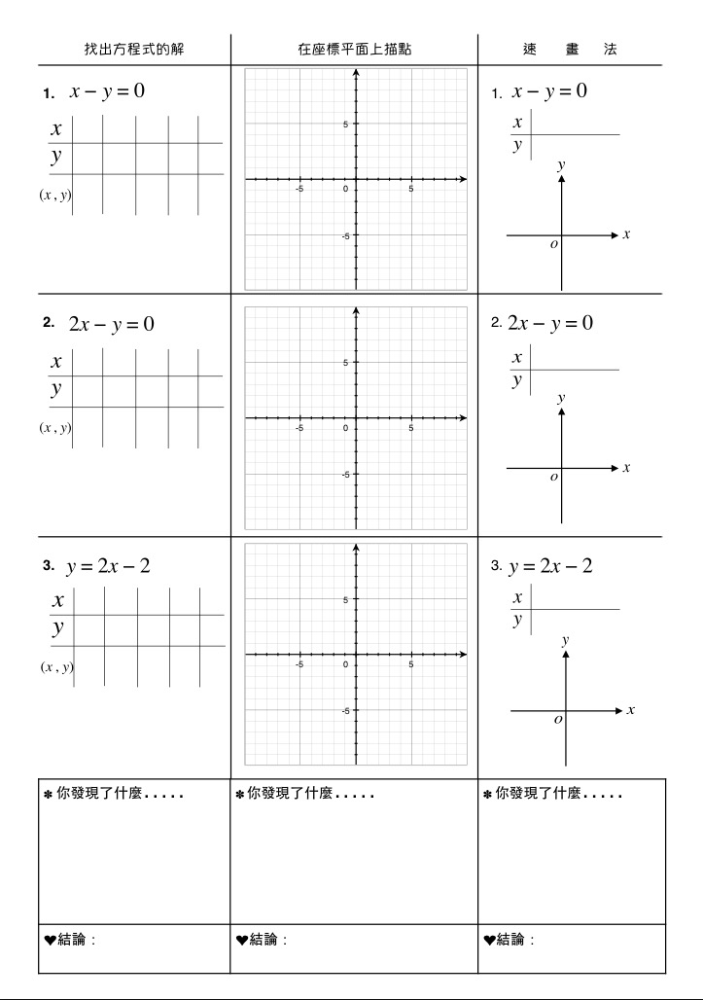 找出方程式的解 在座標平面上描點 速 畫 法
1. x − y = 0
x
y
(x , y)
5
-5 0 5
-5
1. x − y = 0
x
y
y
x
o
2. 2x − y = 0
x
y
(x , y)
5
-5 0 5
-5
2. 2x − y = 0
x
y
y
x
o
3. y = 2x − 2
x
y
(x , y)
5
-5 0 5
-5
3. y = 2x − 2
x
y
y
x
o
✽你發現了什麼..... ✽你發現了什麼..... ✽你發現了什麼.....
♥結論： ♥結論： ♥結論：